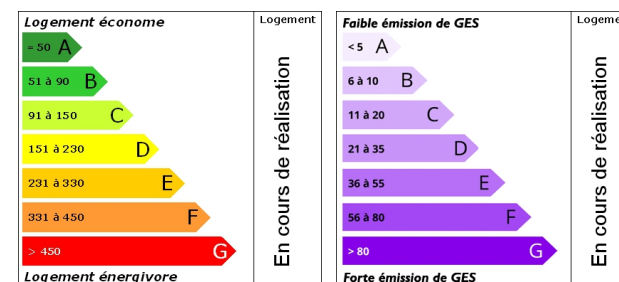 Logement économe
Logement
= 50 A
51 à 90 B
91 à 150 C
151 à 230 D
231 à 330 E
331 à 450 F
> 450 G
Logement énergivore
En cours de réalisation
Faible émission de GES
Logeme
< 5 A
6 à 10 B
11 à 20 C
21 à 35 D
36 à 55 E
56 à 80 F
> 80 G
Forte émission de GES
En cours de réalisation